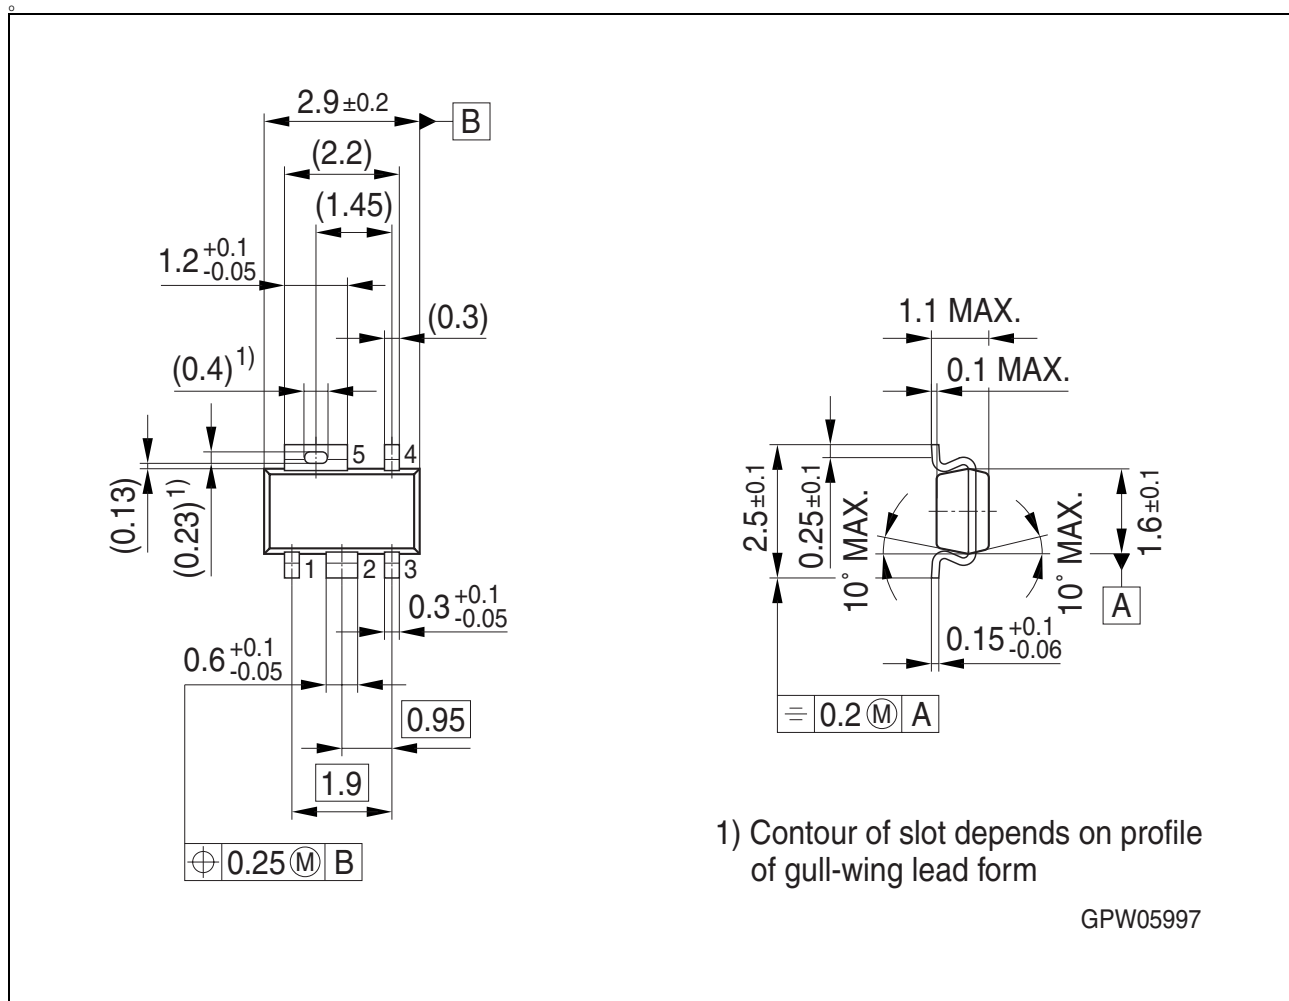 2.9±0.2
B
(2.2)
(1.45)
1.2 +0.1 -0.05
(0.3)
(0.4) 1)
5
4
(0.13)
(0.23) 1)
1
2
3
0.3 +0.1 -0.05
0.6 +0.1 -0.05
0.95
1.9
⌖ 0.25 Ⓜ B
1.1 MAX.
0.1 MAX.
2.5±0.1
0.25±0.1
10° MAX.
10° MAX.
1.6±0.1
A
0.15 +0.1 -0.06
⌯ 0.2 Ⓜ A
1) Contour of slot depends on profile
of gull-wing lead form
GPW05997